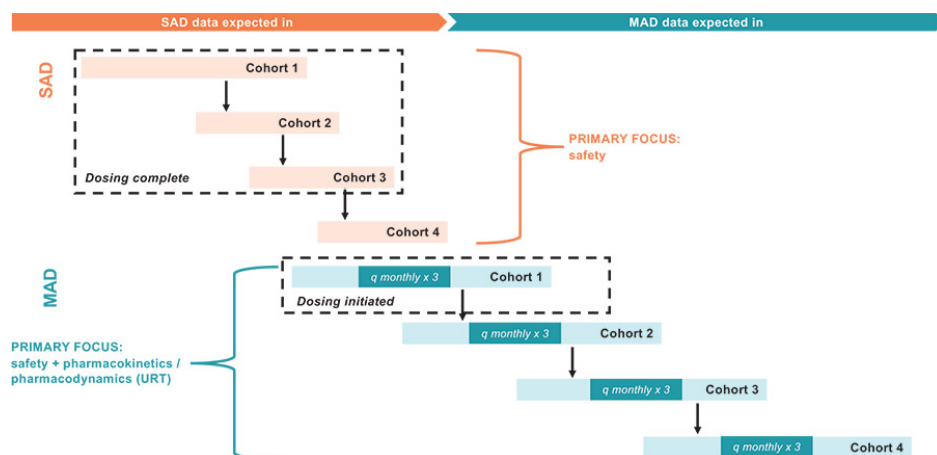 SAD data expected in
MAD data expected in
SAD
Cohort 1
Cohort 2
Dosing complete
Cohort 3
Cohort 4
PRIMARY FOCUS:
safety
MAD
q monthly x 3
Cohort 1
Dosing initiated
q monthly x 3
Cohort 2
PRIMARY FOCUS:
safety + pharmacokinetics /
pharmacodynamics (URT)
q monthly x 3
Cohort 3
q monthly x 3
Cohort 4